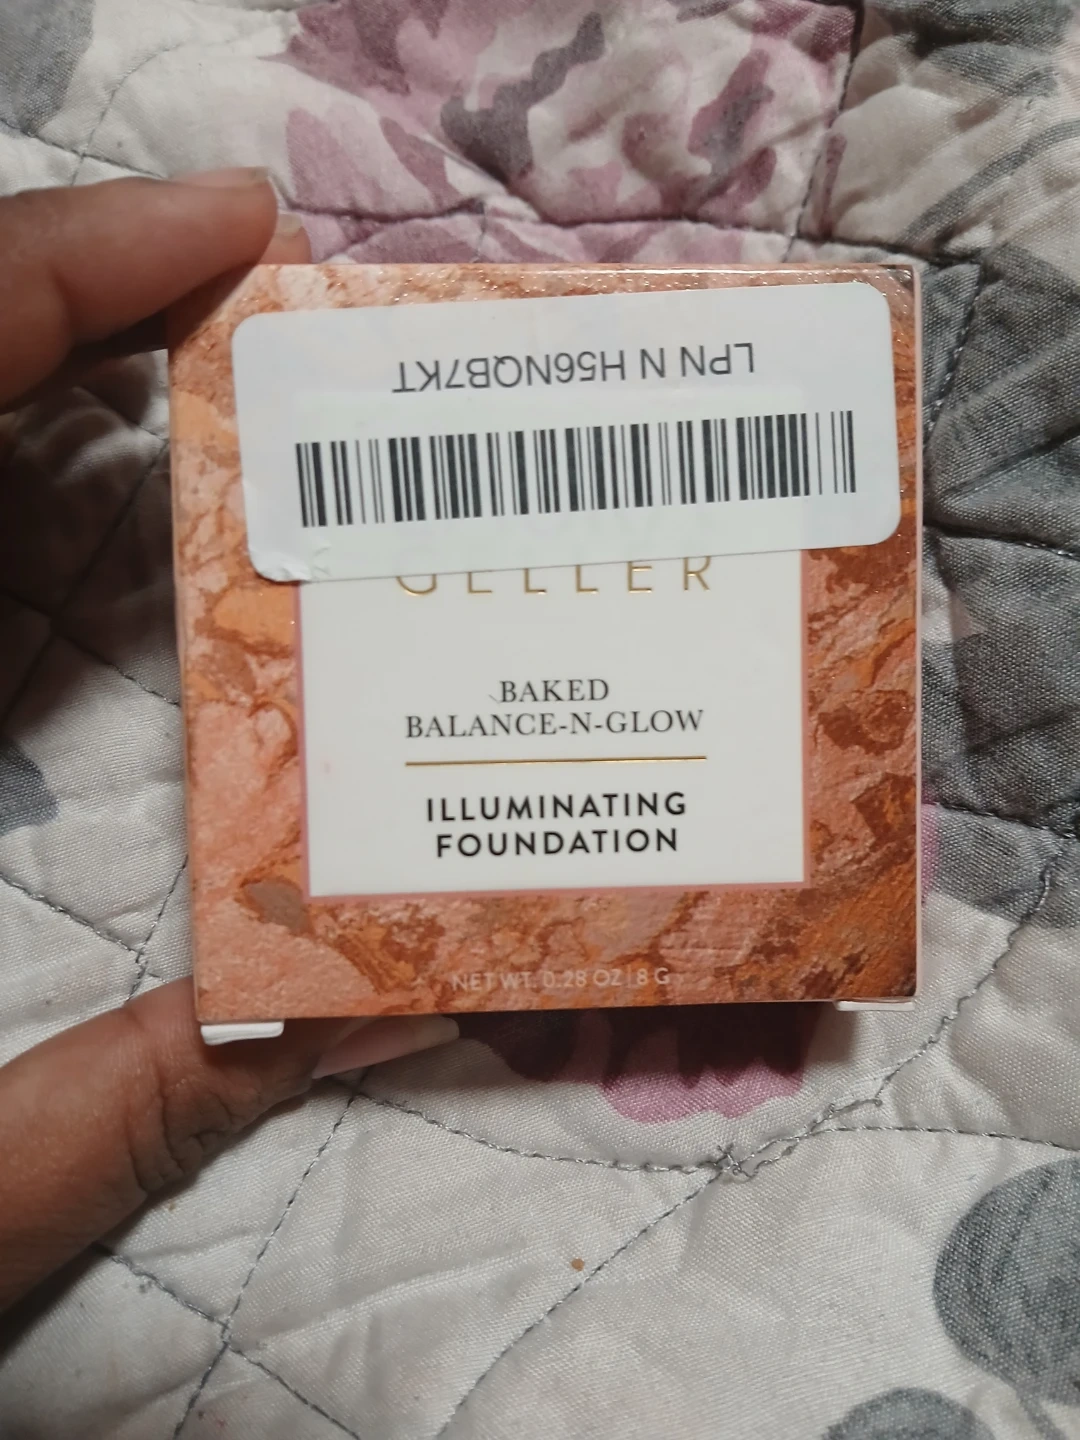 LPN N H56NQB7KT
GELLER
BAKED
BALANCE-N-GLOW
ILLUMINATING
FOUNDATION
NET WT. 0.28 OZ | 8 G